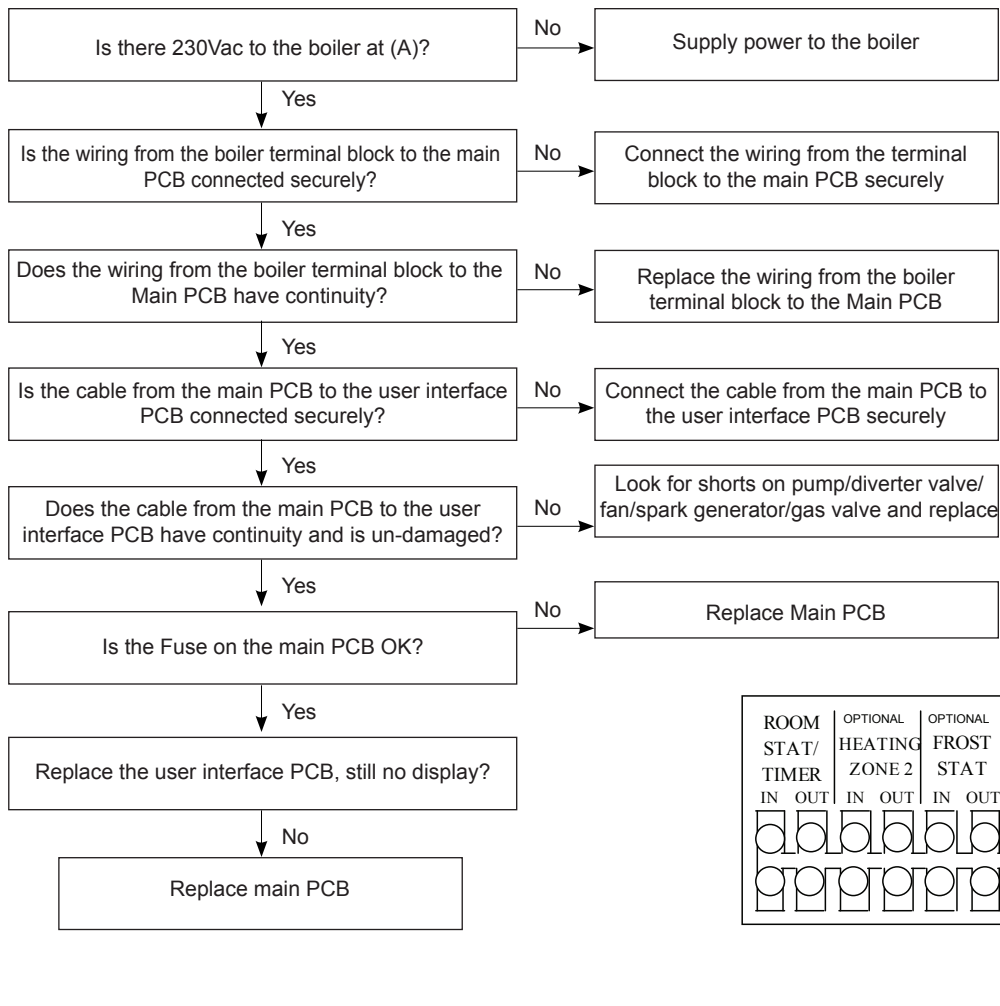 Is there 230Vac to the boiler at (A)?
No
Supply power to the boiler
Yes
Is the wiring from the boiler terminal block to the main
PCB connected securely?
No
Connect the wiring from the terminal
block to the main PCB securely
Yes
Does the wiring from the boiler terminal block to the
Main PCB have continuity?
No
Replace the wiring from the boiler
terminal block to the Main PCB
Yes
Is the cable from the main PCB to the user interface
PCB connected securely?
No
Connect the cable from the main PCB to
the user interface PCB securely
Yes
Does the cable from the main PCB to the user
interface PCB have continuity and is un-damaged?
No
Look for shorts on pump/diverter valve/
fan/spark generator/gas valve and replace
Yes
Is the Fuse on the main PCB OK?
No
Replace Main PCB
Yes
Replace the user interface PCB, still no display?
No
Replace main PCB
ROOM
STAT/
TIMER
IN OUT
OPTIONAL
HEATING
ZONE 2
IN OUT
OPTIONAL
FROST
STAT
IN OUT